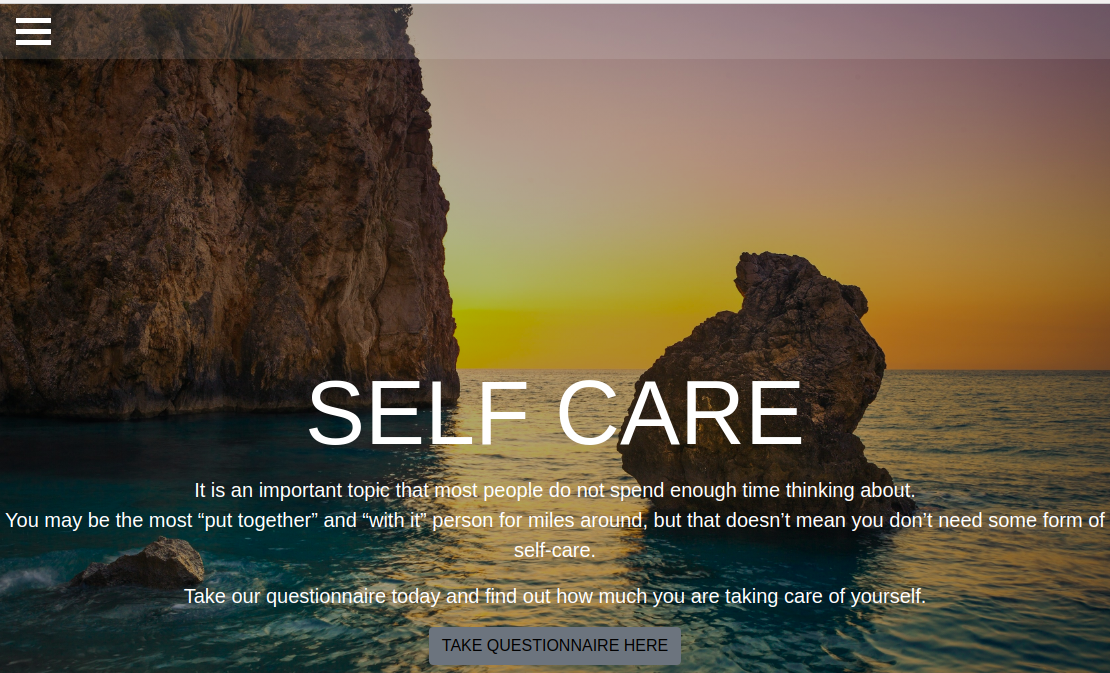 SELF CARE
It is an important topic that most people do not spend enough time thinking about.
You may be the most “put together” and “with it” person for miles around, but that doesn’t mean you don’t need some form of
self-care.
Take our questionnaire today and find out how much you are taking care of yourself.
TAKE QUESTIONNAIRE HERE